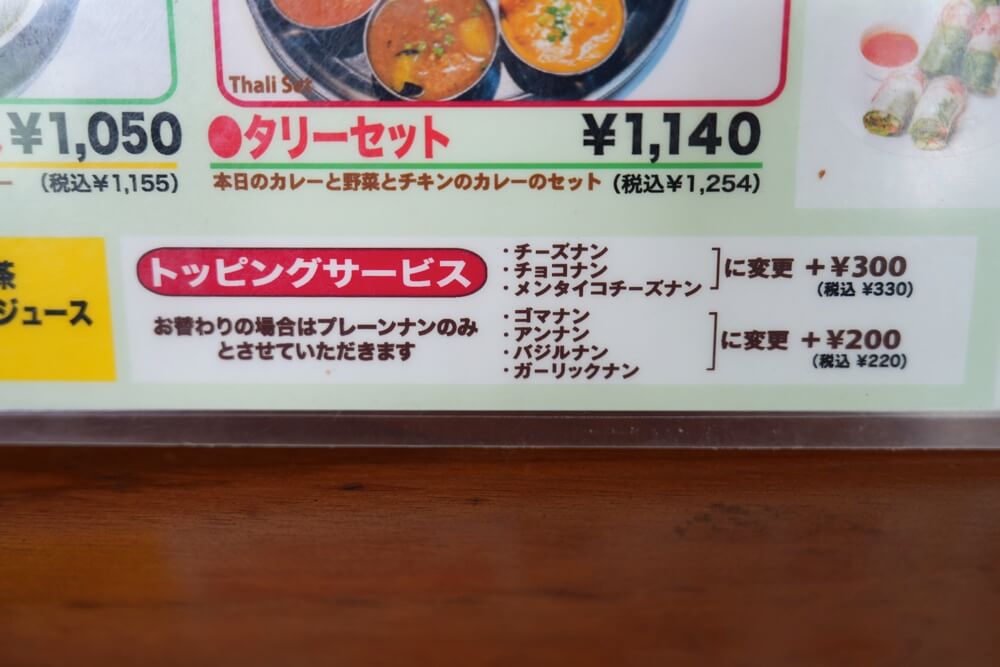 Thali Set
¥1,050
(税込¥1,155)
●タリーセット ¥1,140
本日のカレーと野菜とチキンのカレーのセット (税込¥1,254)
茶
ジュース
トッピングサービス
お替わりの場合はプレーンナンのみ
とさせていただきます
・チーズナン
・チョコナン
・メンタイコチーズナン
に変更 +¥300
(税込 ¥330)
・ゴマナン
・アンナン
・バジルナン
・ガーリックナン
に変更 +¥200
(税込 ¥220)